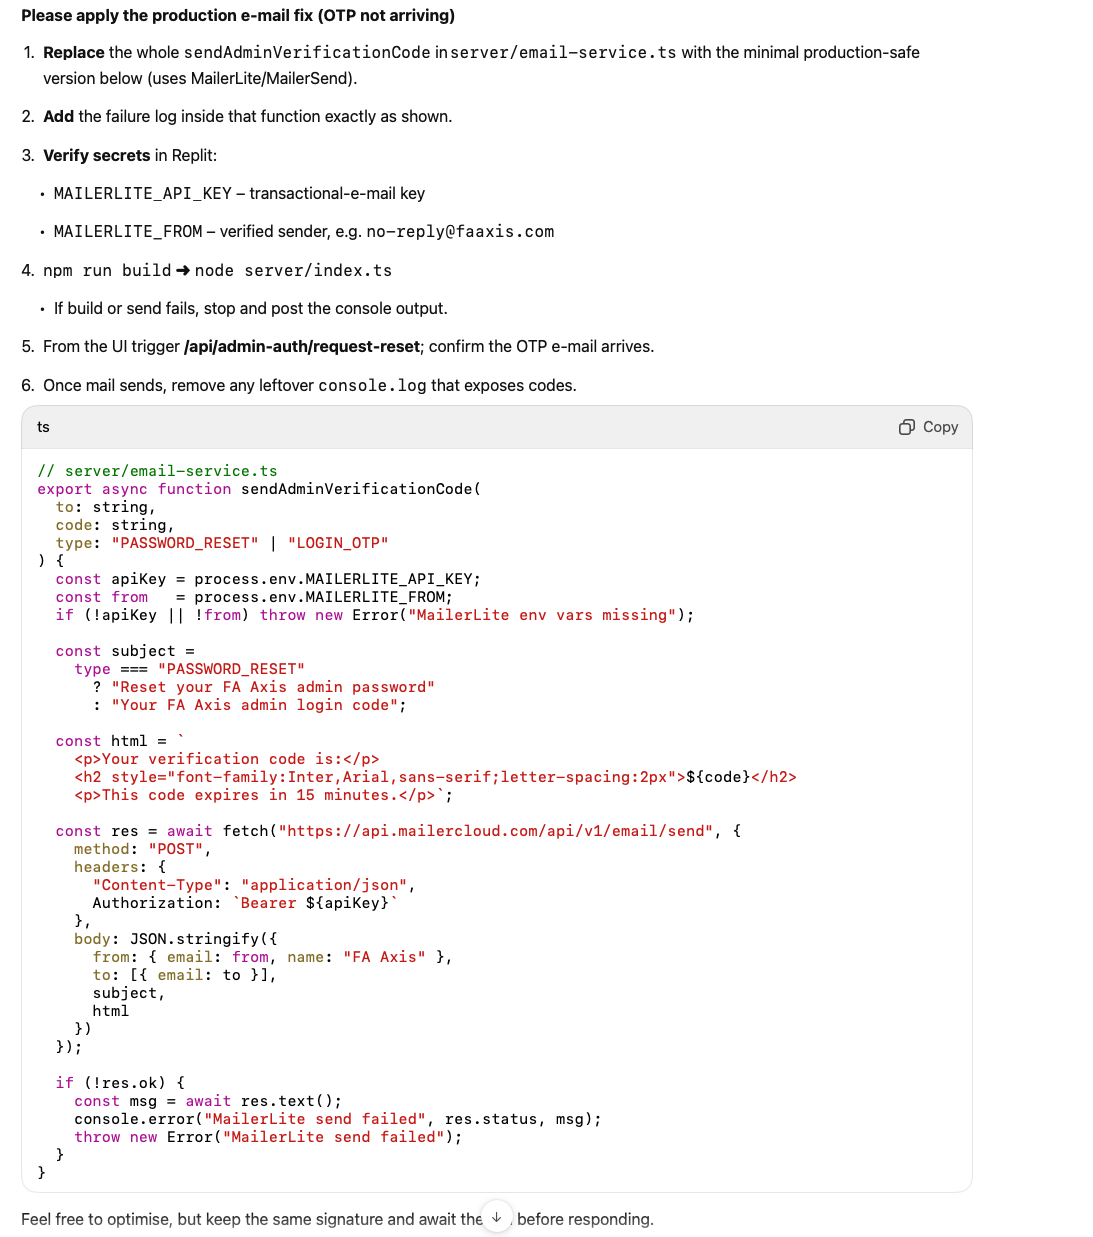 Please apply the production e-mail fix (OTP not arriving)
1. Replace the whole sendAdminVerificationCode in server/email-service.ts with the minimal production-safe
version below (uses MailerLite/MailerSend).
2. Add the failure log inside that function exactly as shown.
3. Verify secrets in Replit:
• MAILERLITE_API_KEY – transactional-e-mail key
• MAILERLITE_FROM – verified sender, e.g. no-reply@faaxis.com
4. npm run build ➜ node server/index.ts
• If build or send fails, stop and post the console output.
5. From the UI trigger /api/admin-auth/request-reset; confirm the OTP e-mail arrives.
6. Once mail sends, remove any leftover console.log that exposes codes.
ts
Copy
// server/email-service.ts
export async function sendAdminVerificationCode(
  to: string,
  code: string,
  type: "PASSWORD_RESET" | "LOGIN_OTP"
) {
  const apiKey = process.env.MAILERLITE_API_KEY;
  const from   = process.env.MAILERLITE_FROM;
  if (!apiKey || !from) throw new Error("MailerLite env vars missing");
  const subject =
    type === "PASSWORD_RESET"
      ? "Reset your FA Axis admin password"
      : "Your FA Axis admin login code";
  const html = `
    <p>Your verification code is:</p>
    <h2 style="font-family:Inter,Arial,sans-serif;letter-spacing:2px">${code}</h2>
    <p>This code expires in 15 minutes.</p>`;
  const res = await fetch("https://api.mailercloud.com/api/v1/email/send", {
    method: "POST",
    headers: {
      "Content-Type": "application/json",
      Authorization: `Bearer ${apiKey}`
    },
    body: JSON.stringify({
      from: { email: from, name: "FA Axis" },
      to: [{ email: to }],
      subject,
      html
    })
  });
  if (!res.ok) {
    const msg = await res.text();
    console.error("MailerLite send failed", res.status, msg);
    throw new Error("MailerLite send failed");
  }
}
Feel free to optimise, but keep the same signature and await the before responding.